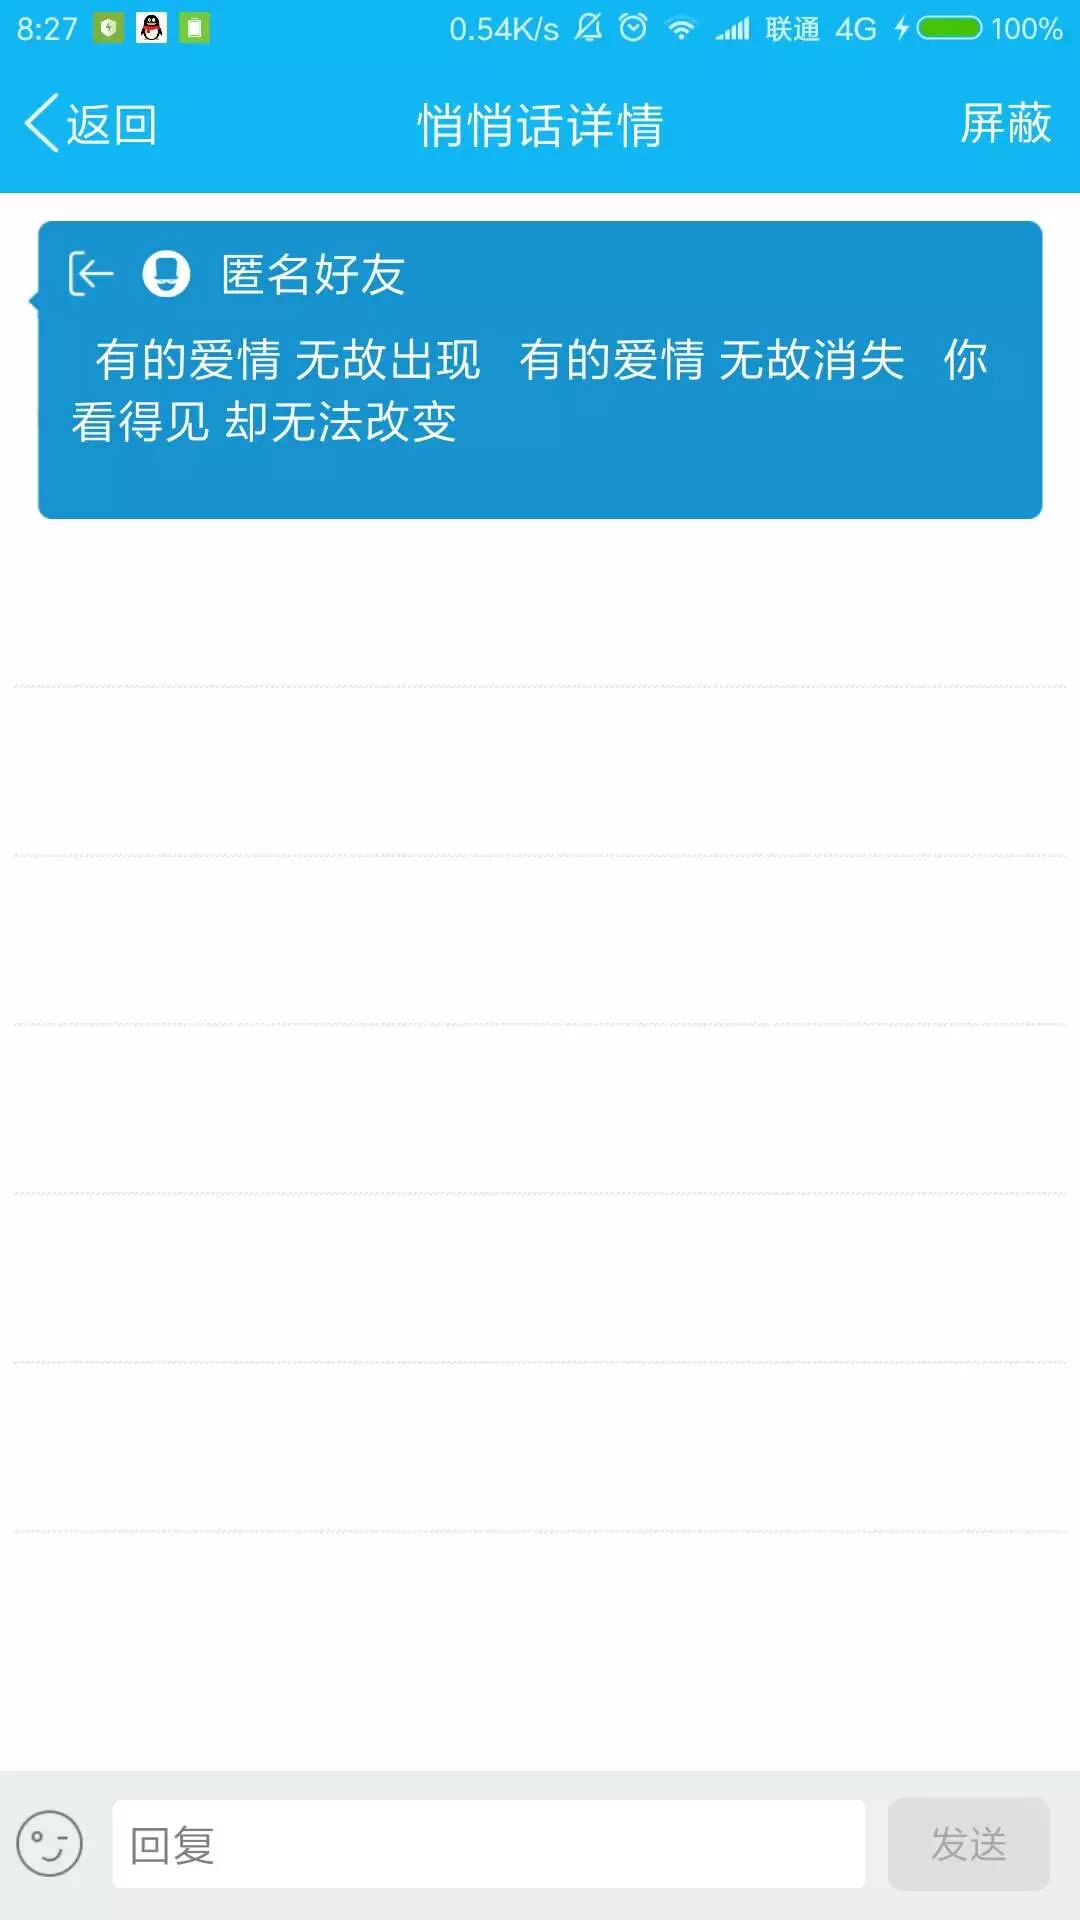 8:27 0.54K/s 联通 4G 100%
返回 悄悄话详情 屏蔽
匿名好友
有的爱情 无故出现 有的爱情 无故消失 你
看得见 却无法改变
回复 发送